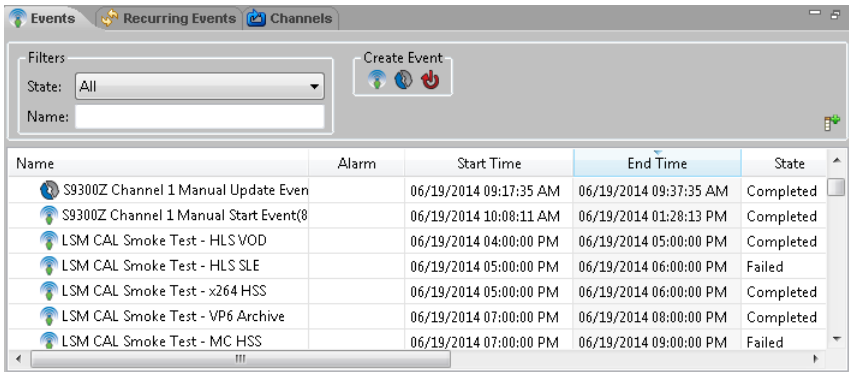 Events Recurring Events Channels
Filters Create Event
State: All
Name:
Name Alarm Start Time End Time State
S9300Z Channel 1 Manual Update Even 06/19/2014 09:17:35 AM 06/19/2014 09:37:35 AM Completed
S9300Z Channel 1 Manual Start Event(8 06/19/2014 10:08:11 AM 06/19/2014 01:28:13 PM Completed
LSM CAL Smoke Test - HLS VOD 06/19/2014 04:00:00 PM 06/19/2014 05:00:00 PM Completed
LSM CAL Smoke Test - HLS SLE 06/19/2014 05:00:00 PM 06/19/2014 06:00:00 PM Failed
LSM CAL Smoke Test - x264 HSS 06/19/2014 05:00:00 PM 06/19/2014 06:00:00 PM Completed
LSM CAL Smoke Test - VP6 Archive 06/19/2014 07:00:00 PM 06/19/2014 08:00:00 PM Completed
LSM CAL Smoke Test - MC HSS 06/19/2014 07:00:00 PM 06/19/2014 09:00:00 PM Failed